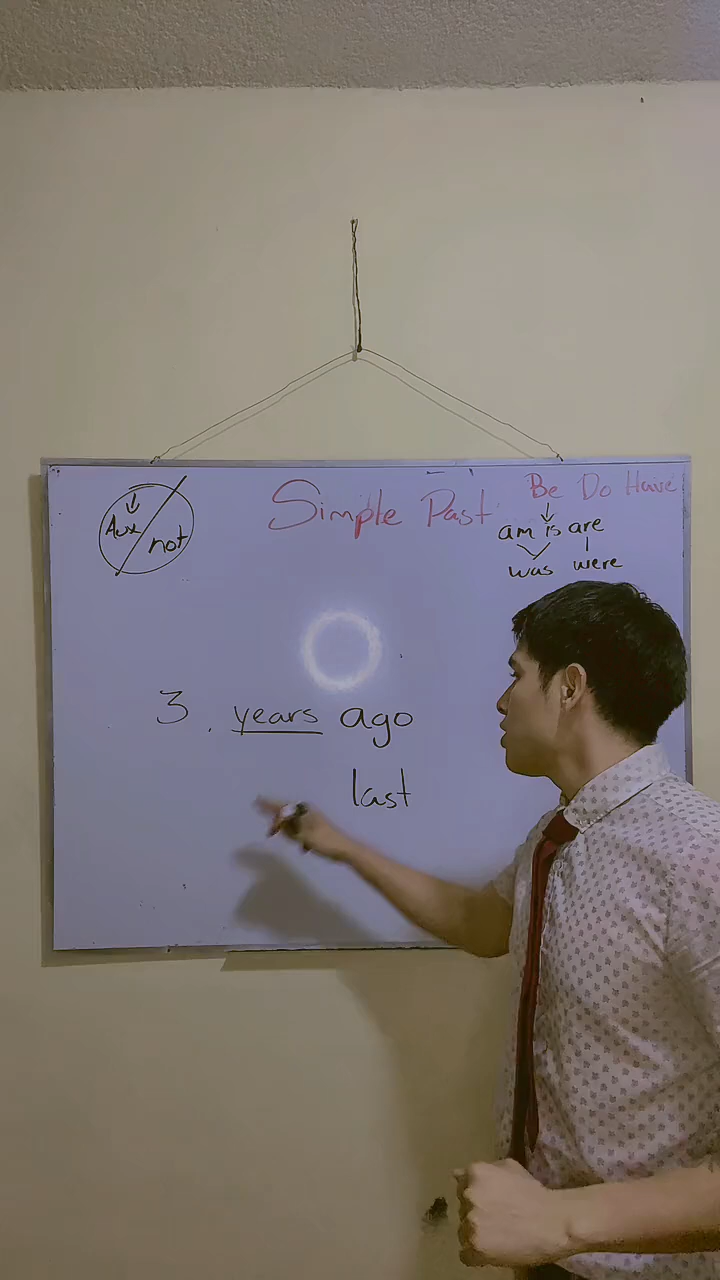 Aux not
Simple Past
Be Do Have
am is are
was were
3 years ago
last